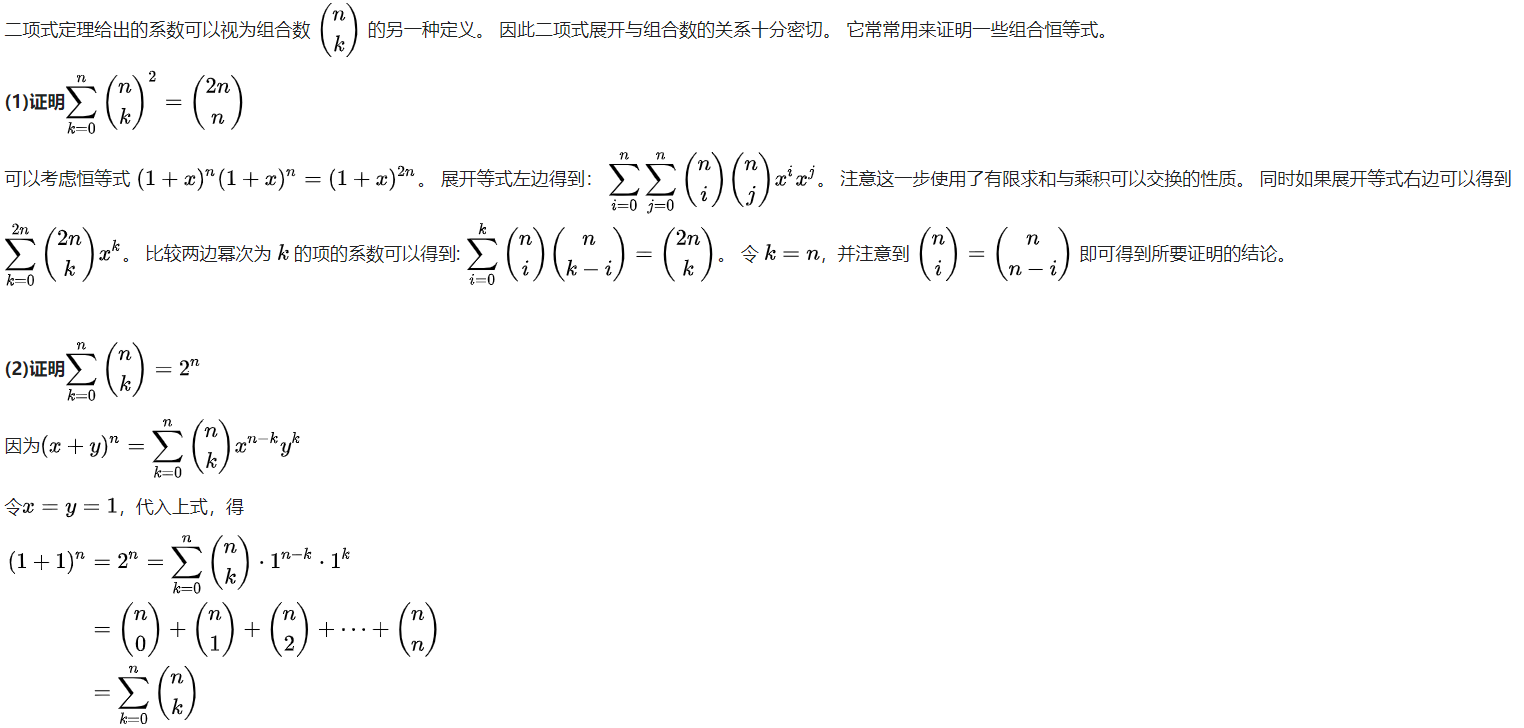 二项式定理给出的系数可以视为组合数 $\binom{n}{k}$ 的另一种定义。 因此二项式展开与组合数的关系十分密切。 它常常用来证明一些组合恒等式。
(1)证明$\sum_{k=0}^{n}\binom{n}{k}^2=\binom{2n}{n}$
可以考虑恒等式 $(1+x)^n(1+x)^n=(1+x)^{2n}$。 展开等式左边得到： $\sum_{i=0}^{n}\sum_{j=0}^{n}\binom{n}{i}\binom{n}{j}x^ix^j$。 注意这一步使用了有限求和与乘积可以交换的性质。 同时如果展开等式右边可以得到
$\sum_{k=0}^{2n}\binom{2n}{k}x^k$。 比较两边幂次为 $k$ 的项的系数可以得到: $\sum_{i=0}^{k}\binom{n}{i}\binom{n}{k-i}=\binom{2n}{k}$。 令 $k=n$，并注意到 $\binom{n}{i}=\binom{n}{n-i}$ 即可得到所要证明的结论。
(2)证明$\sum_{k=0}^{n}\binom{n}{k}=2^n$
因为$(x+y)^n=\sum_{k=0}^{n}\binom{n}{k}x^{n-k}y^k$
令$x=y=1$，代入上式，得
$(1+1)^n=2^n=\sum_{k=0}^{n}\binom{n}{k}\cdot 1^{n-k}\cdot 1^k$
$=\binom{n}{0}+\binom{n}{1}+\binom{n}{2}+\cdots+\binom{n}{n}$
$=\sum_{k=0}^{n}\binom{n}{k}$